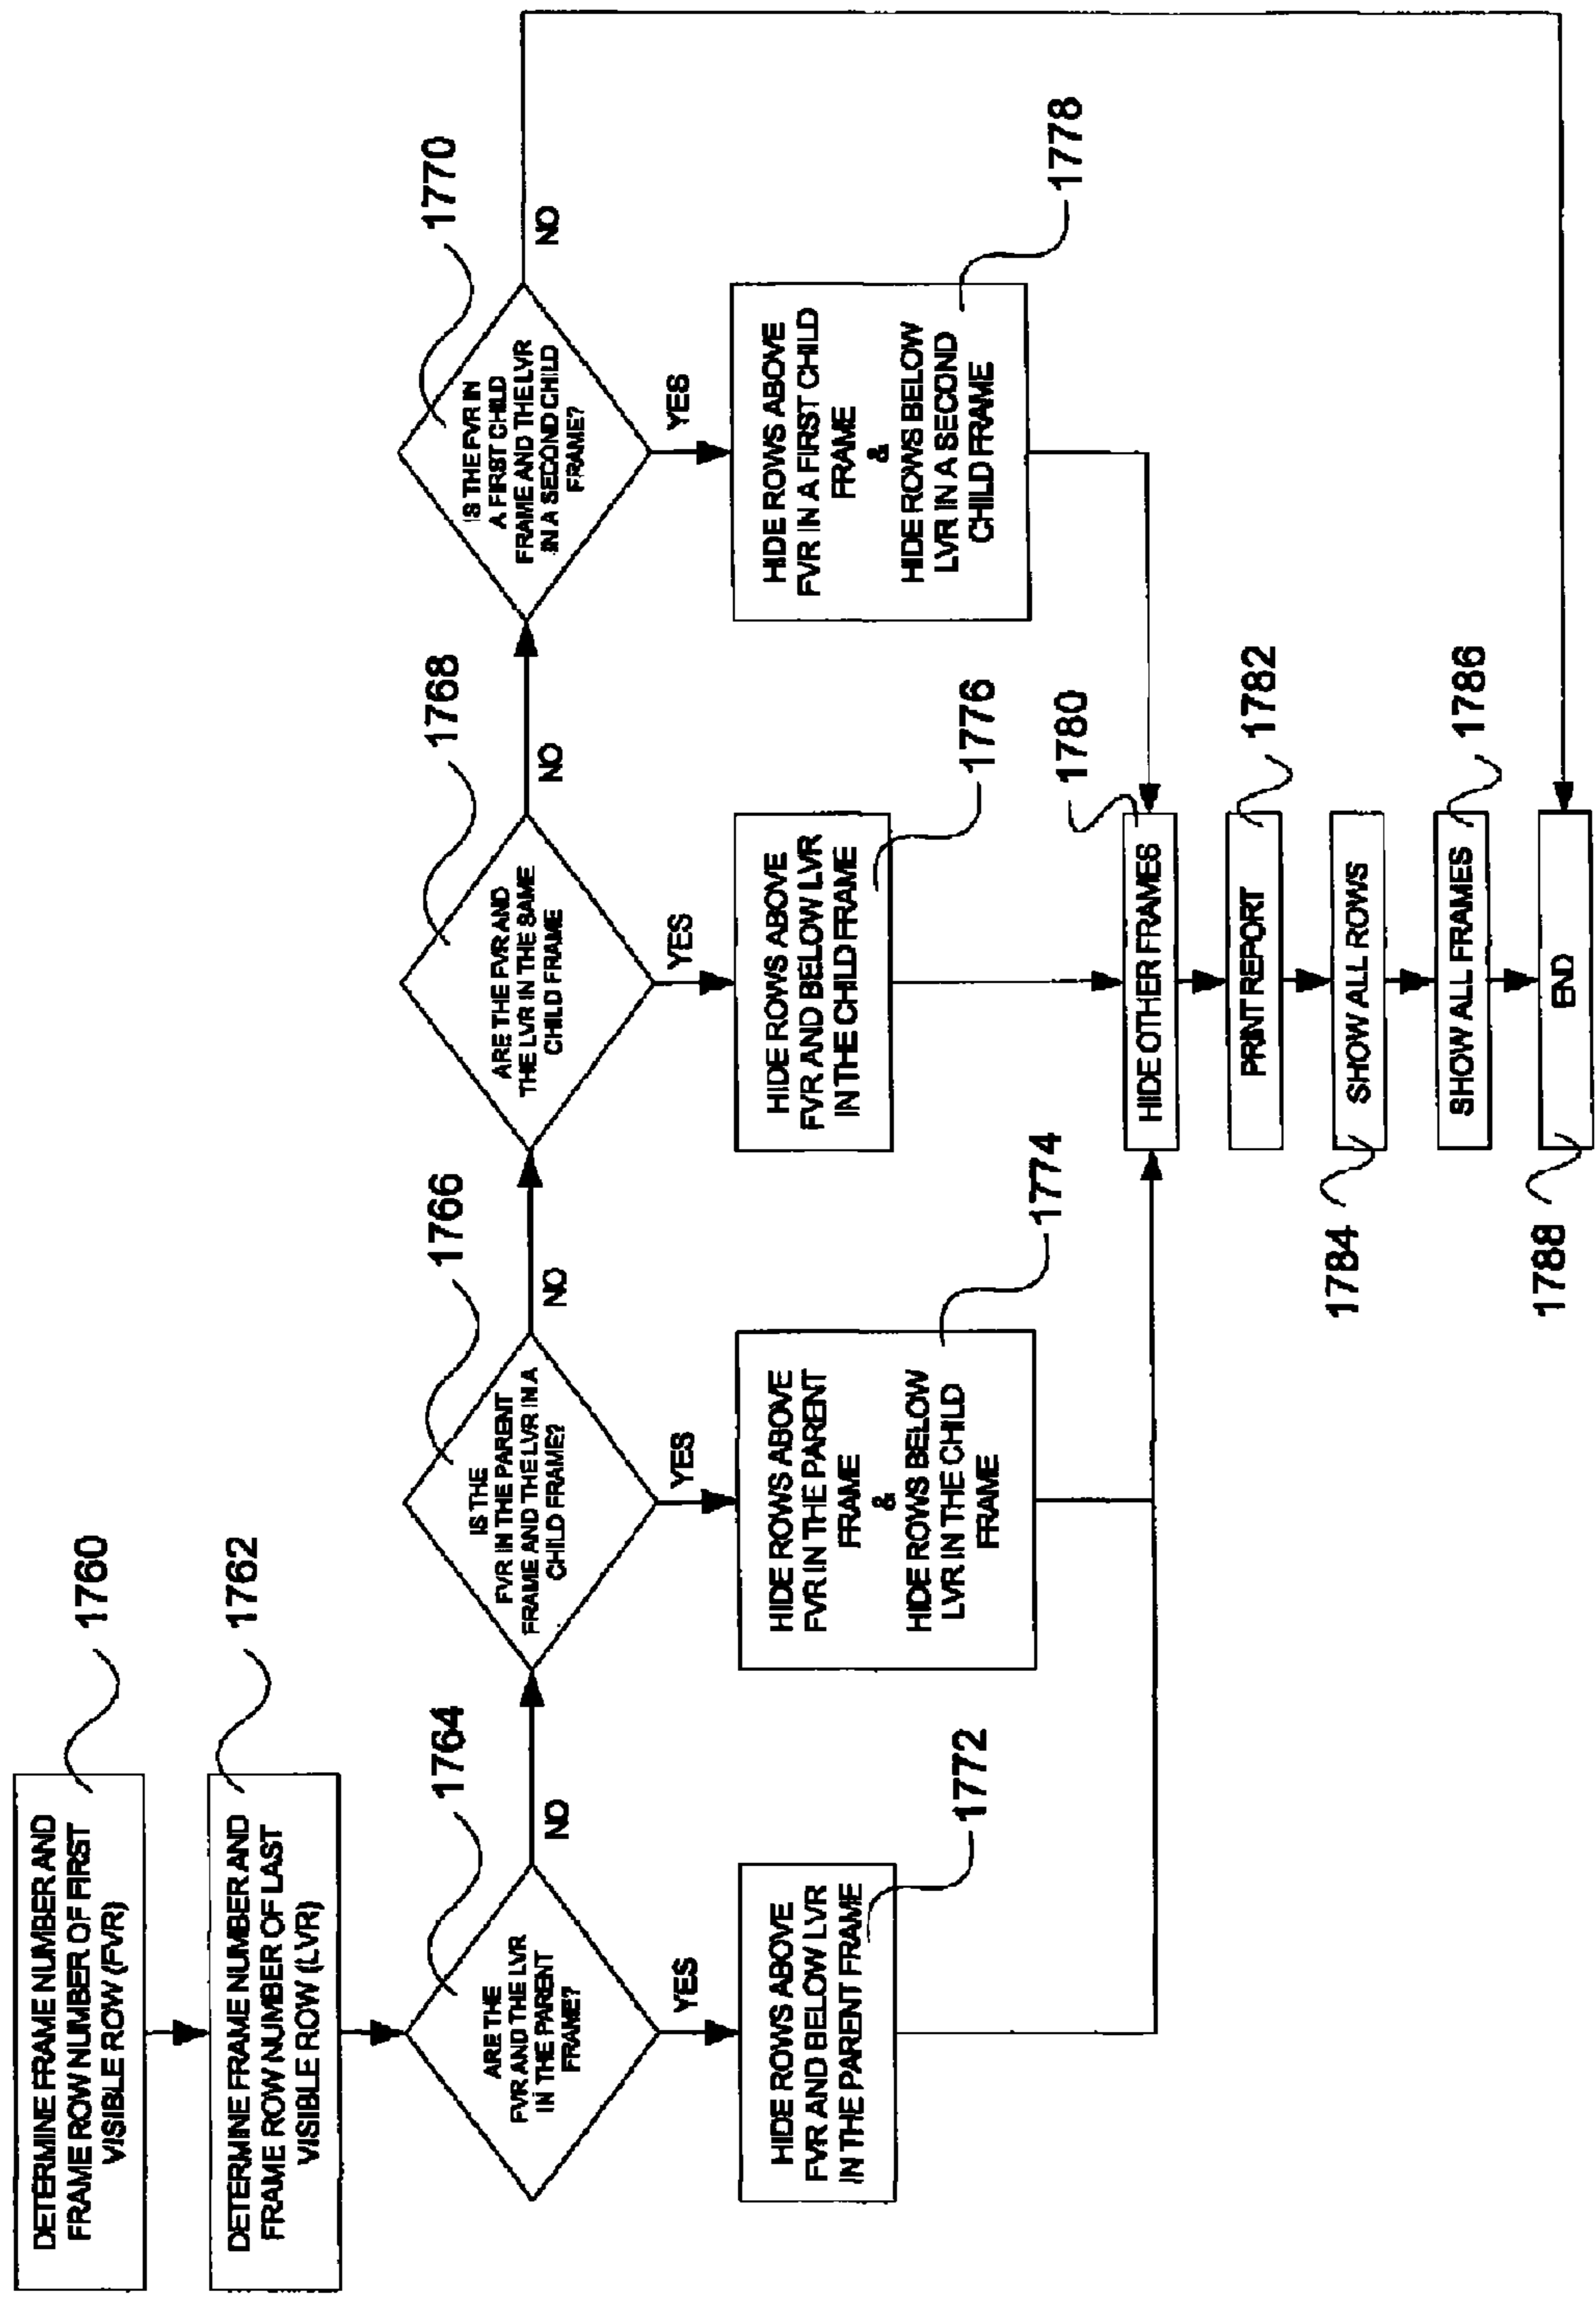 DETERMINE FRAME NUMBER AND
FRAME ROW NUMBER OF FIRST
VISIBLE ROW (FVR)
1760
DETERMINE FRAME NUMBER AND
FRAME ROW NUMBER OF LAST
VISIBLE ROW (LVR)
1762
ARE THE
FVR AND THE LVR
IN THE PARENT
FRAME?
1764
NO
YES
IS THE
FVR IN THE PARENT
FRAME AND THE LVR IN A
CHILD FRAME?
1766
NO
YES
ARE THE FVR AND
THE LVR IN THE SAME
CHILD FRAME
1768
NO
YES
IS THE FVR IN
A FIRST CHILD
FRAME AND THE LVR
IN A SECOND CHILD
FRAME?
1770
NO
YES
HIDE ROWS ABOVE
FVR AND BELOW LVR
IN THE PARENT FRAME
1772
HIDE ROWS ABOVE
FVR IN THE PARENT
FRAME
&
HIDE ROWS BELOW
LVR IN THE CHILD
FRAME
1774
HIDE ROWS ABOVE
FVR AND BELOW LVR
IN THE CHILD FRAME
1776
HIDE ROWS ABOVE
FVR IN A FIRST CHILD
FRAME
&
HIDE ROWS BELOW
LVR IN A SECOND
CHILD FRAME
1778
HIDE OTHER FRAMES
1780
PRINT REPORT
1782
SHOW ALL ROWS
1784
SHOW ALL FRAMES
1786
END
1788